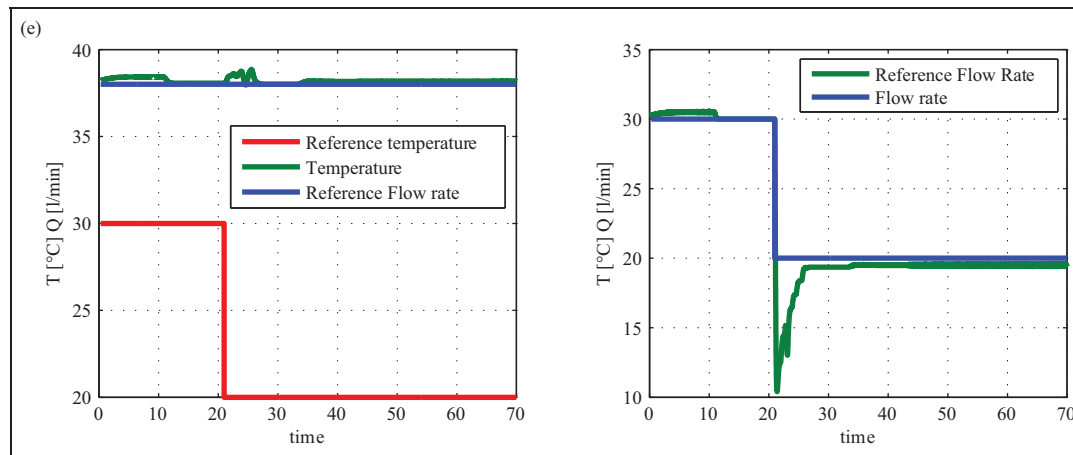 (e)
40
35
30
25
20
T [°C] Q [l/min]
Reference temperature
Temperature
Reference Flow rate
0 10 20 30 40 50 60 70
time
35
30
25
20
15
10
T [°C] Q [l/min]
Reference Flow Rate
Flow rate
0 10 20 30 40 50 60 70
time